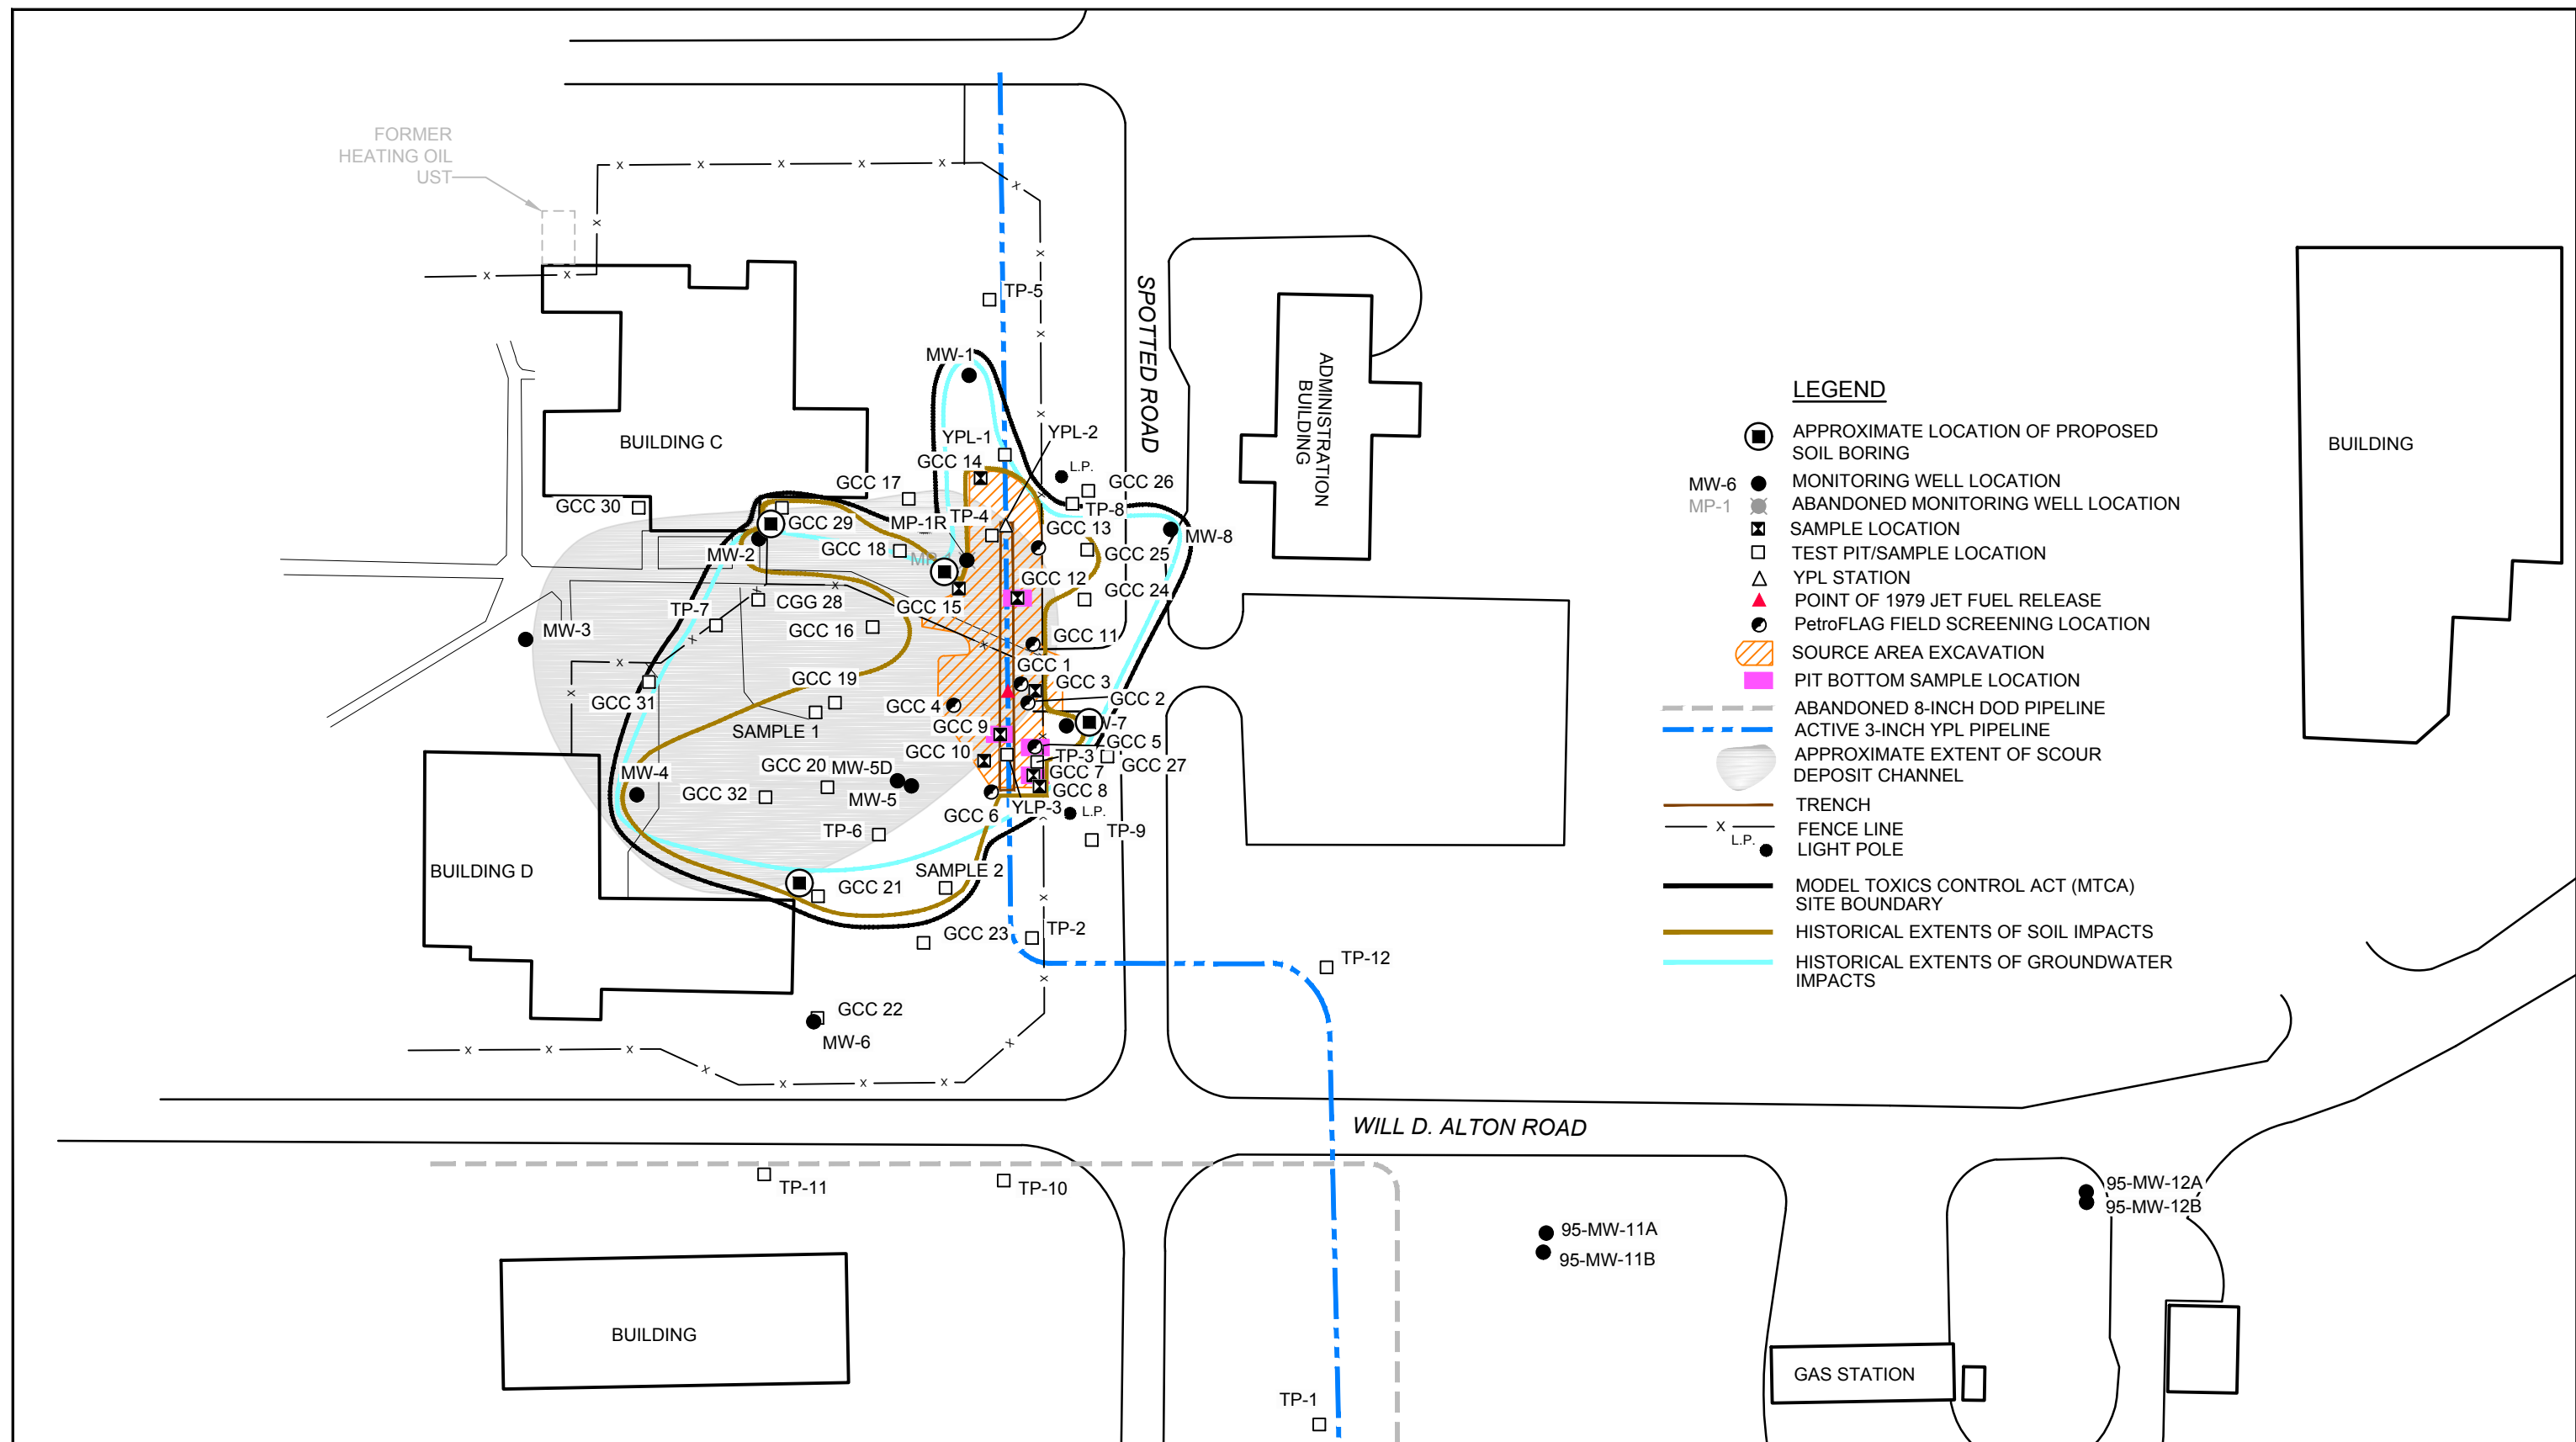 FORMER
HEATING OIL
UST
TP-5
SPOTTED ROAD
ADMINISTRATION
BUILDING
MW-1
BUILDING C
YPL-1
YPL-2
GCC 14
L.P.
GCC 17
GCC 26
GCC 30
TP-8
GCC 29
MP-1R
TP-4
GCC 13
MW-8
MW-2
GCC 18
GCC 25
GCC 12
GCC 24
TP-7
CGG 28
GCC 15
MW-3
GCC 16
GCC 11
GCC 1
GCC 19
GCC 3
GCC 31
GCC 4
GCC 2
SAMPLE 1
GCC 9
W-7
GCC 5
GCC 10
TP-3
GCC 27
MW-4
GCC 20
MW-5D
GCC 7
GCC 32
MW-5
GCC 8
YLP-3
L.P.
GCC 6
TP-6
TP-9
BUILDING D
SAMPLE 2
GCC 21
GCC 23
TP-2
TP-12
GCC 22
MW-6
WILL D. ALTON ROAD
TP-11
TP-10
95-MW-12A
95-MW-12B
95-MW-11A
95-MW-11B
BUILDING
GAS STATION
TP-1
BUILDING
LEGEND
APPROXIMATE LOCATION OF PROPOSED
SOIL BORING
MW-6 MONITORING WELL LOCATION
MP-1 ABANDONED MONITORING WELL LOCATION
SAMPLE LOCATION
TEST PIT/SAMPLE LOCATION
YPL STATION
POINT OF 1979 JET FUEL RELEASE
PetroFLAG FIELD SCREENING LOCATION
SOURCE AREA EXCAVATION
PIT BOTTOM SAMPLE LOCATION
ABANDONED 8-INCH DOD PIPELINE
ACTIVE 3-INCH YPL PIPELINE
APPROXIMATE EXTENT OF SCOUR
DEPOSIT CHANNEL
TRENCH
X FENCE LINE
L.P. LIGHT POLE
MODEL TOXICS CONTROL ACT (MTCA)
SITE BOUNDARY
HISTORICAL EXTENTS OF SOIL IMPACTS
HISTORICAL EXTENTS OF GROUNDWATER
IMPACTS